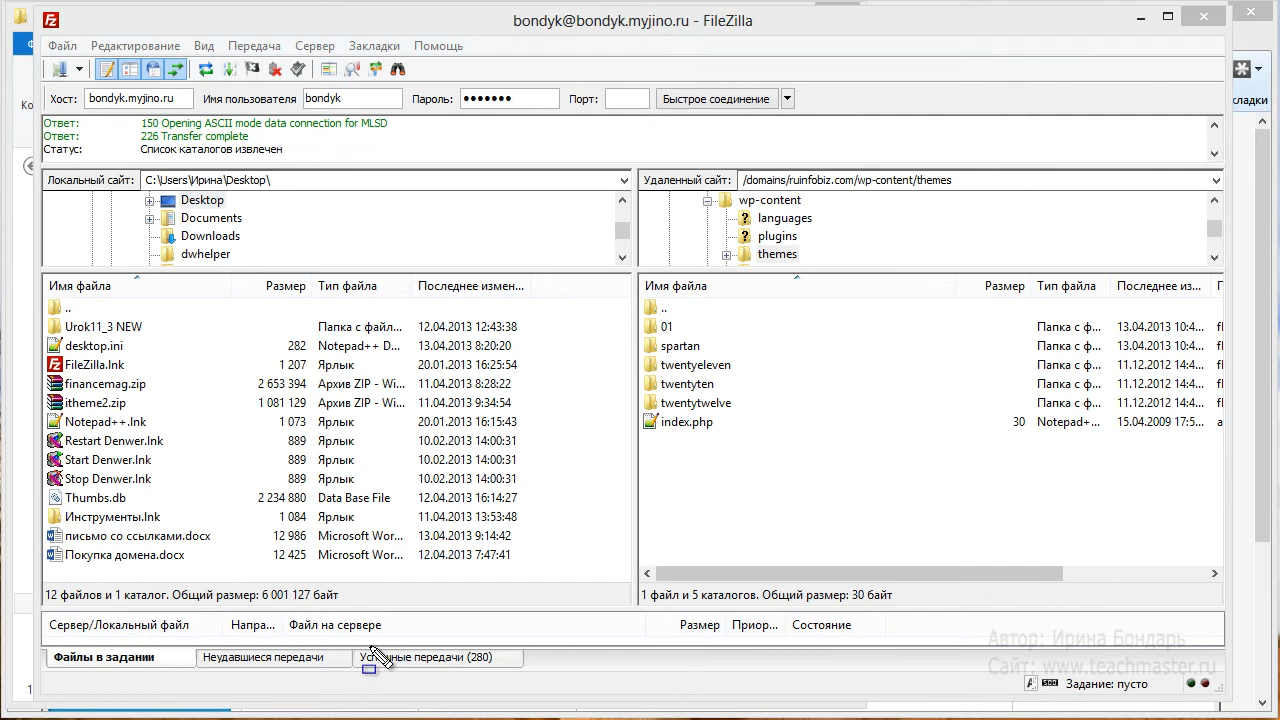 bondyk@bondyk.myjino.ru - FileZilla
Файл Редактирование Вид Передача Сервер Закладки Помощь
Хост: bondyk.myjino.ru Имя пользователя bondyk Пароль: ●●●●●●● Порт: Быстрое соединение
Ответ: 150 Opening ASCII mode data connection for MLSD
Ответ: 226 Transfer complete
Статус: Список каталогов извлечен
Локальный сайт: C:\Users\Ирина\Desktop\
Desktop
Documents
Downloads
dwhelper
Удаленный сайт: /domains/ruinfobiz.com/wp-content/themes
wp-content
languages
plugins
themes
Имя файла Размер Тип файла Последнее измен...
..
Urok11_3 NEW Папка с файл... 12.04.2013 12:43:38
desktop.ini 282 Notepad++ D... 13.04.2013 8:20:20
FileZilla.lnk 1 207 Ярлык 20.01.2013 16:25:54
financemag.zip 2 653 394 Архив ZIP - Wi... 11.04.2013 8:28:22
itheme2.zip 1 081 129 Архив ZIP - Wi... 11.04.2013 9:34:54
Notepad++.lnk 1 073 Ярлык 20.01.2013 16:15:43
Restart Denwer.lnk 889 Ярлык 10.02.2013 14:00:31
Start Denwer.lnk 889 Ярлык 10.02.2013 14:00:31
Stop Denwer.lnk 889 Ярлык 10.02.2013 14:00:31
Thumbs.db 2 234 880 Data Base File 12.04.2013 16:14:27
Инструменты.lnk 1 084 Ярлык 11.04.2013 13:53:48
письмо со ссылками.docx 12 986 Microsoft Wor... 13.04.2013 9:14:42
Покупка домена.docx 12 425 Microsoft Wor... 12.04.2013 7:47:41
12 файлов и 1 каталог. Общий размер: 6 001 127 байт
Имя файла Размер Тип файла Последнее из...
..
01 Папка с ф... 13.04.2013 10:4...
spartan Папка с ф... 13.04.2013 10:4...
twentyeleven Папка с ф... 11.12.2012 14:4...
twentyten Папка с ф... 11.12.2012 14:4...
twentytwelve Папка с ф... 11.12.2012 14:4...
index.php 30 Notepad+... 15.04.2009 17:5...
1 файл и 5 каталогов. Общий размер: 30 байт
Сервер/Локальный файл Напра... Файл на сервере Размер Приор... Состояние
Файлы в задании Неудавшиеся передачи передачи (280)
Автор: Ирина Бондарь
Сайт: www.teachmaster.ru
Задание: пусто